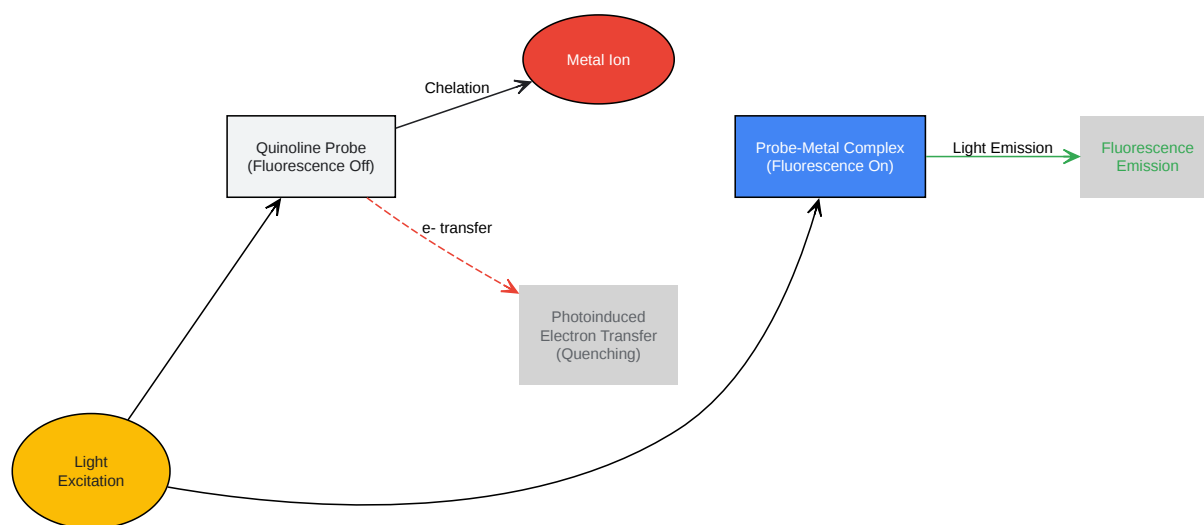 Metal Ion
Chelation
Quinoline Probe
(Fluorescence Off)
Probe-Metal Complex
(Fluorescence On)
Light Emission
Fluorescence
Emission
e- transfer
Photoinduced
Electron Transfer
(Quenching)
Light
Excitation